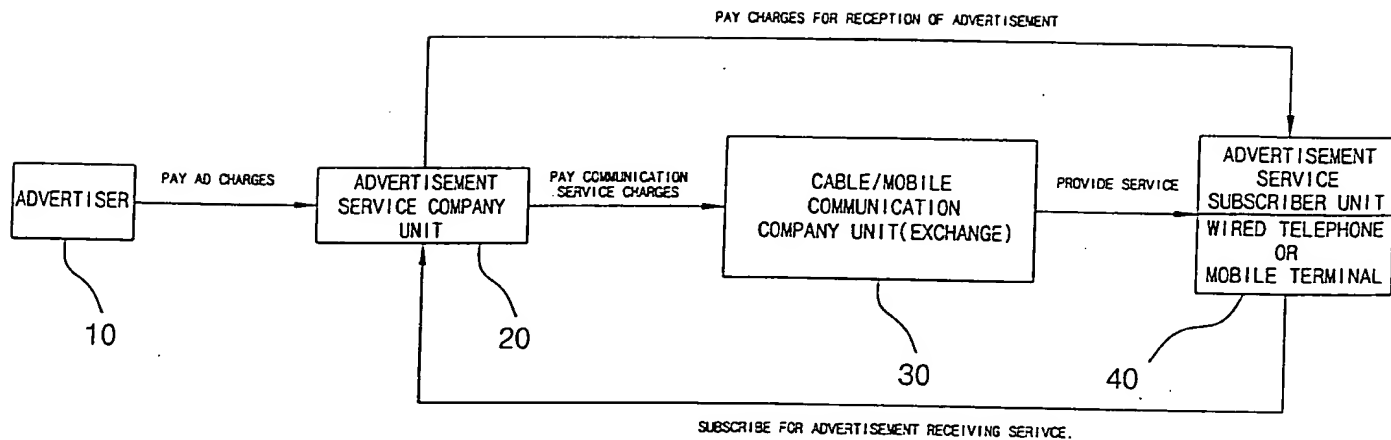 PAY CHARGES FOR RECEPTION OF ADVERTISEMENT
ADVERTISER
PAY AD CHARGES
ADVERTISEMENT
SERVICE COMPANY
UNIT
PAY COMMUNICATION
SERVICE CHARGES
CABLE/MOBILE
COMMUNICATION
COMPANY UNIT(EXCHANGE)
PROVIDE SERVICE
ADVERTISEMENT
SERVICE
SUBSCRIBER UNIT
WIRED TELEPHONE
OR
MOBILE TERMINAL
10
20
30
40
SUBSCRIBE FOR ADVERTISEMENT RECEIVING SERIVCE.